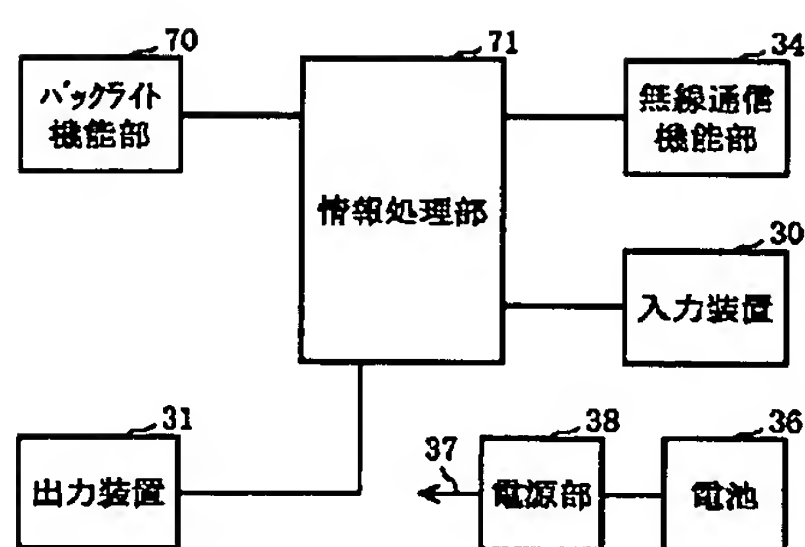 70
バックライト
機能部
71
情報処理部
34
無線通信
機能部
30
入力装置
31
出力装置
37
38
電源部
36
電池